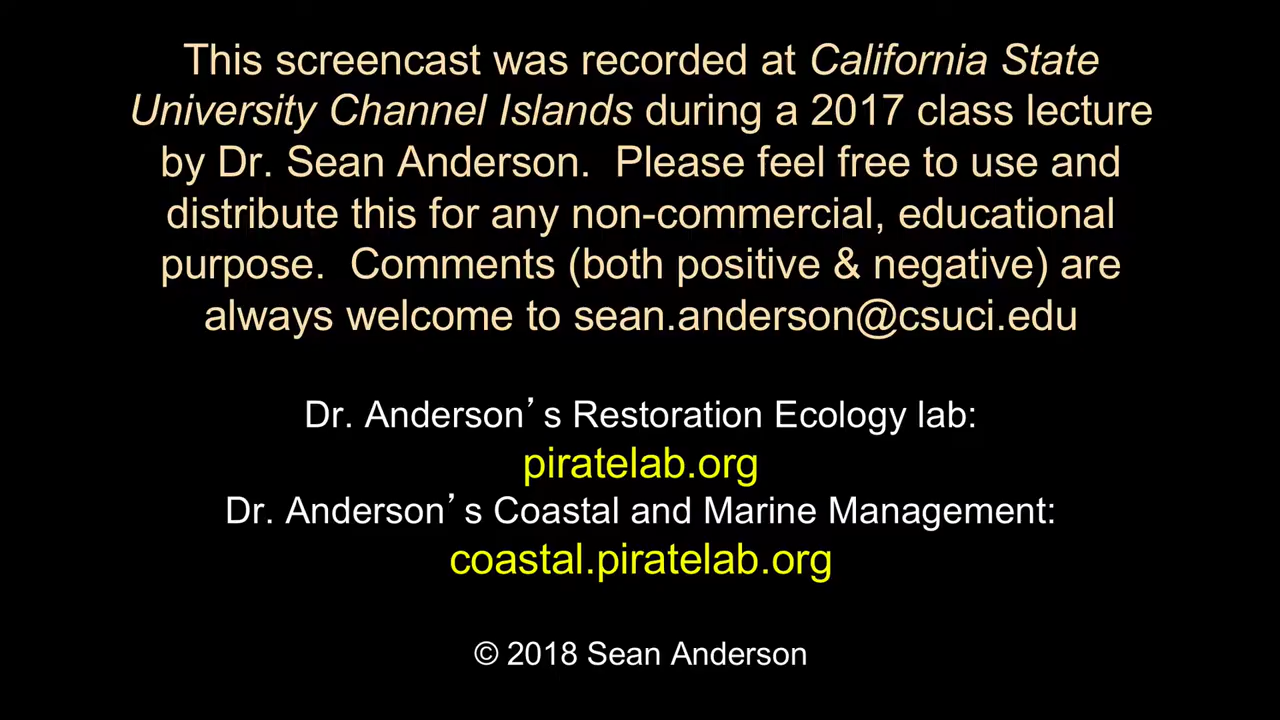 This screencast was recorded at California State
University Channel Islands during a 2017 class lecture
by Dr. Sean Anderson.  Please feel free to use and
distribute this for any non-commercial, educational
purpose.  Comments (both positive & negative) are
always welcome to sean.anderson@csuci.edu
Dr. Anderson’s Restoration Ecology lab:
piratelab.org
Dr. Anderson’s Coastal and Marine Management:
coastal.piratelab.org
© 2018 Sean Anderson